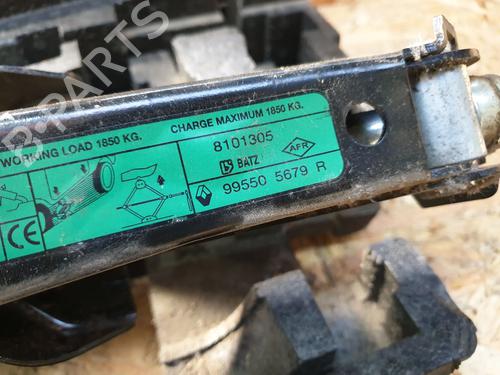 B-PARTS
WORKING LOAD 1850 KG.
CHARGE MAXIMUM 1850 KG.
8101305
BATZ
AFR
99550 5679 R
CE